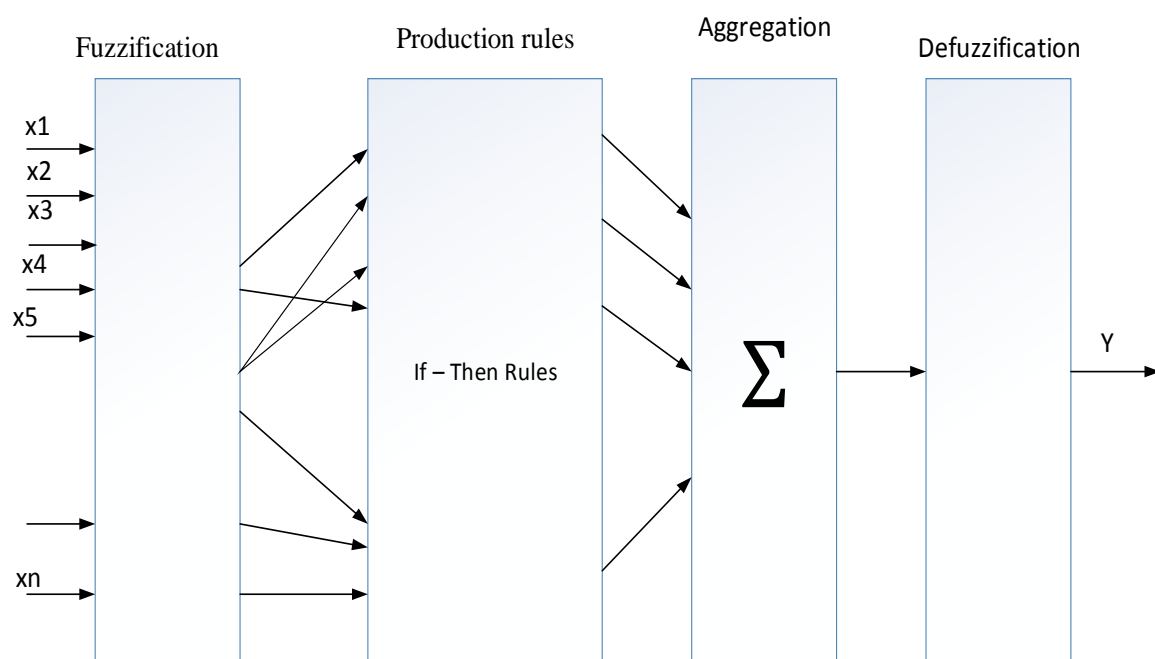 Fuzzification
Production rules
Aggregation
Defuzzification
x1
x2
x3
x4
x5
xn
If – Then Rules
Σ
Y